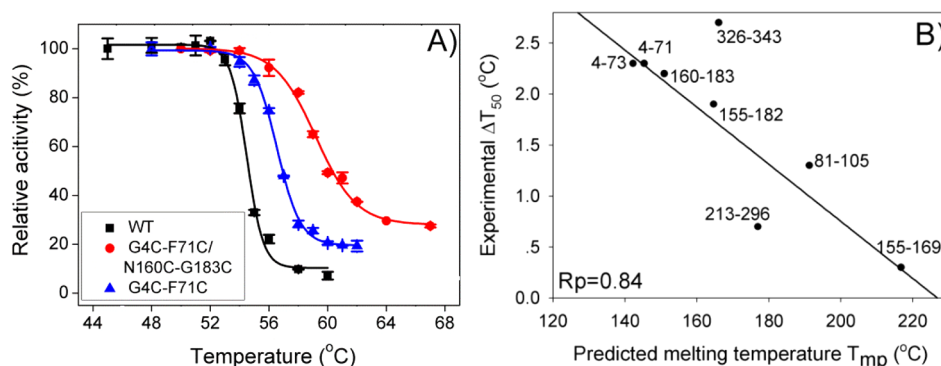 A)
Relative acitivity (%)
100
80
60
40
20
0
WT
G4C-F71C/
N160C-G183C
G4C-F71C
44 48 52 56 60 64 68
Temperature (°C)
B)
Experimental ΔT50 (°C)
2.5
2.0
1.5
1.0
.5
0.0
326-343
4-73
4-71
160-183
155-182
81-105
213-296
155-169
Rp=0.84
120 140 160 180 200 220
Predicted melting temperature Tmp (°C)